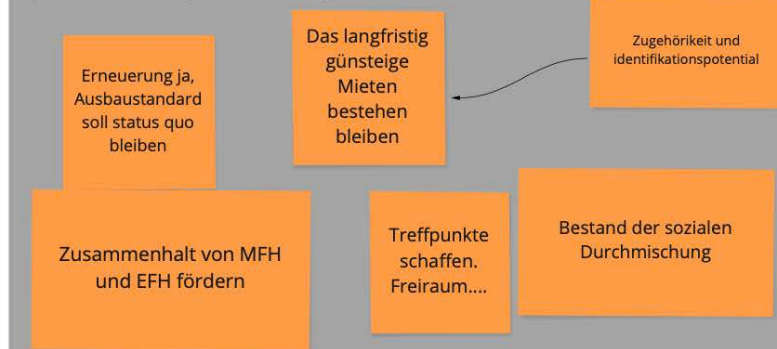 Das langfristig
günsteige
Mieten
bestehen
bleiben
Zugehörikeit und
identifikationspotential
Erneuerung ja,
Ausbaustandard
soll status quo
bleiben
Zusammenhalt von MFH
und EFH fördern
Treffpunkte
schaffen.
Freiraum....
Bestand der sozialen
Durchmischung